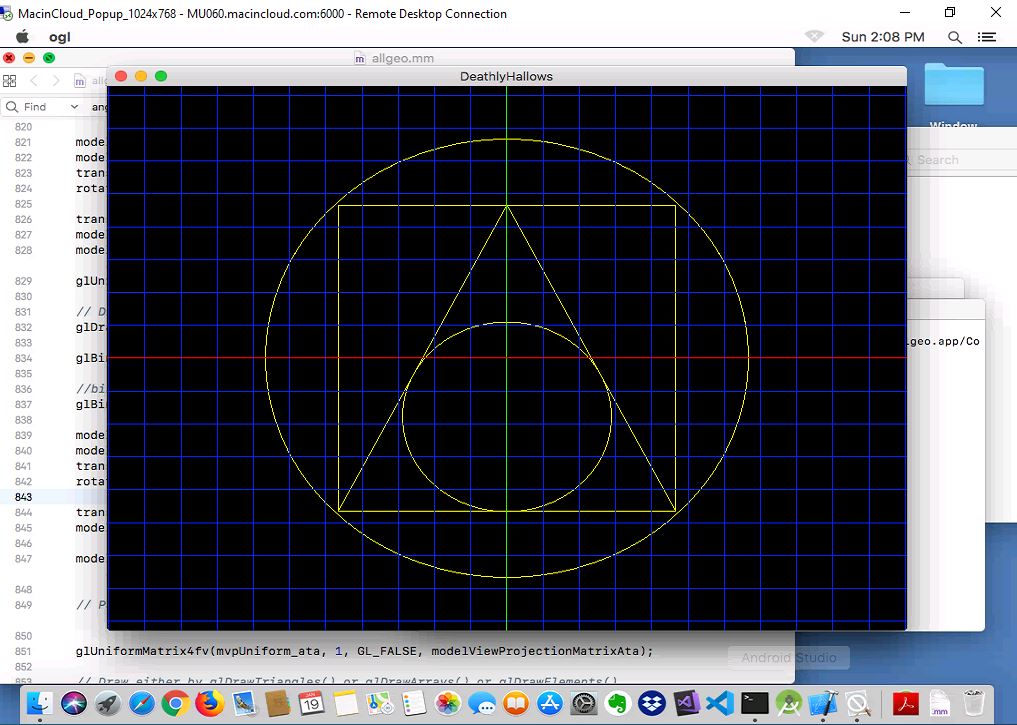 MacinCloud_Popup_1024x768 - MU060.macincloud.com:6000 - Remote Desktop Connection
ogl
Sun 2:08 PM
allgeo.mm
DeathlyHallows
Find
ang
Search
820
821 mode
822 mode
823 tran
824 rota
825
826 tran
827 mode
828 mode
829 glUn
830
831 // D
832 glDr
833
834 glBi
835
836 //bi
837 glBi
838
839 mode
840 mode
841 tran
842 rota
843
844 tran
845 mode
846
847 mode
848
849 // P
850
851 glUniformMatrix4fv(mvpUniform_ata, 1, GL_FALSE, modelViewProjectionMatrixAta);
852
// Draw either by glDrawTriangles() or glDrawArrays() or glDrawElements()
lgeo.app/Co
Android Studio
19
.mm